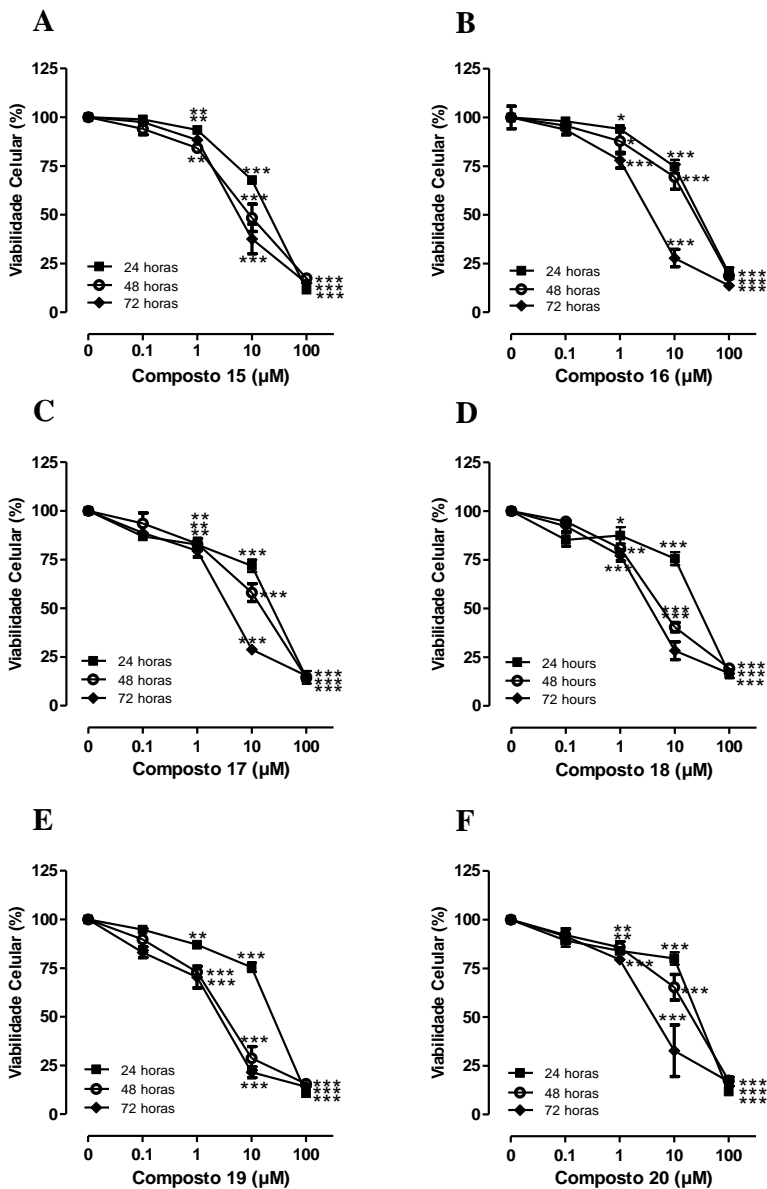 A
Viabilidade Celular (%)
125
100
75
50
25
0
**
**
**
***
***
***
***
***
***
24 horas
48 horas
72 horas
0 0.1 1 10 100
Composto 15 (µM)
B
Viabilidade Celular (%)
125
100
75
50
25
0
*
*
***
***
***
***
***
***
***
24 horas
48 horas
72 horas
0 0.1 1 10 100
Composto 16 (µM)
C
Viabilidade Celular (%)
125
100
75
50
25
0
**
**
**
***
***
***
***
***
***
24 horas
48 horas
72 horas
0 0.1 1 10 100
Composto 17 (µM)
D
Viabilidade Celular (%)
125
100
75
50
25
0
*
**
***
***
***
***
***
***
***
24 hours
48 hours
72 hours
0 0.1 1 10 100
Composto 18 (µM)
E
Viabilidade Celular (%)
125
100
75
50
25
0
**
***
***
***
***
***
***
***
***
24 horas
48 horas
72 horas
0 0.1 1 10 100
Composto 19 (µM)
F
Viabilidade Celular (%)
125
100
75
50
25
0
**
**
***
***
***
***
***
***
***
24 horas
48 horas
72 horas
0 0.1 1 10 100
Composto 20 (µM)